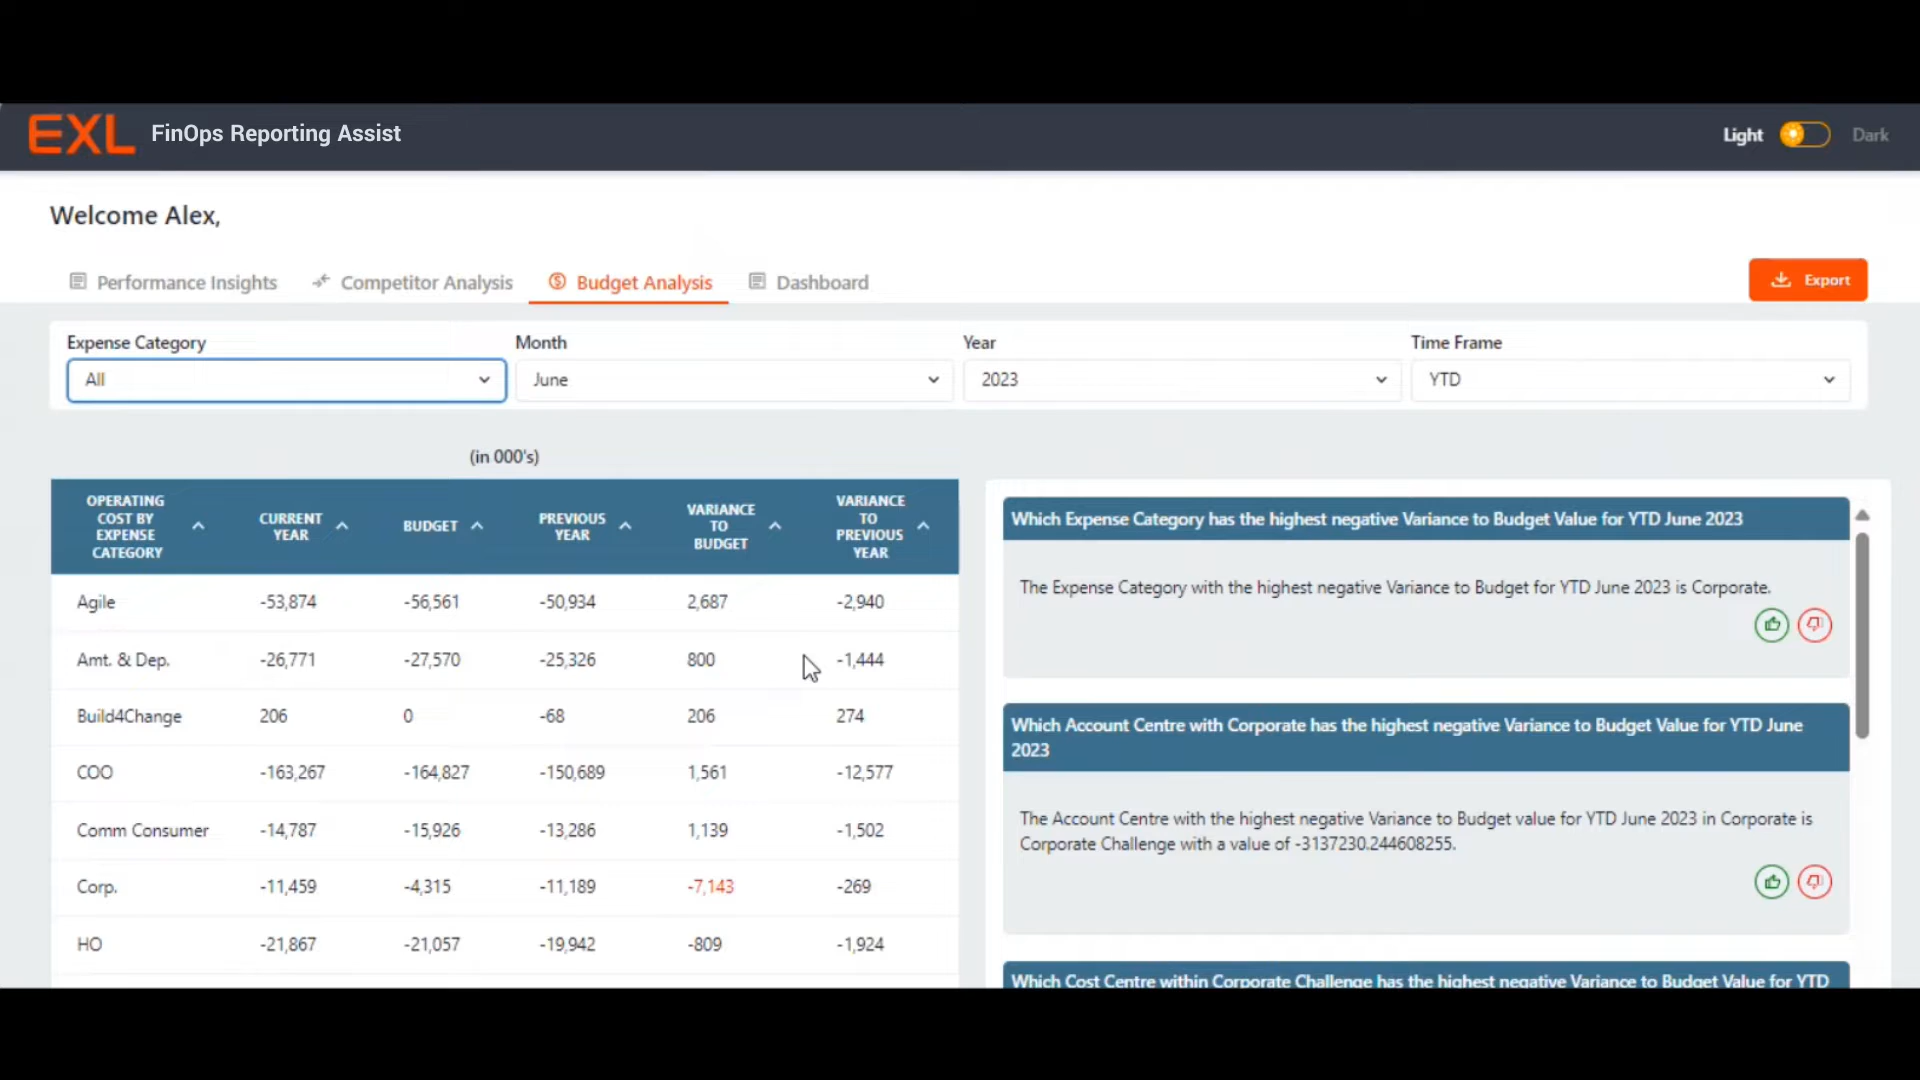 EXL FinOps Reporting Assist
Light Dark
Welcome Alex,
Performance Insights Competitor Analysis Budget Analysis Dashboard
Export
Expense Category Month Year Time Frame
All June 2023 YTD
(in 000's)
OPERATING COST BY EXPENSE CATEGORY CURRENT YEAR BUDGET PREVIOUS YEAR VARIANCE TO BUDGET VARIANCE TO PREVIOUS YEAR
Agile -53,874 -56,561 -50,934 2,687 -2,940
Amt. & Dep. -26,771 -27,570 -25,326 800 -1,444
Build4Change 206 0 -68 206 274
COO -163,267 -164,827 -150,689 1,561 -12,577
Comm Consumer -14,787 -15,926 -13,286 1,139 -1,502
Corp. -11,459 -4,315 -11,189 -7,143 -269
HO -21,867 -21,057 -19,942 -809 -1,924
Which Expense Category has the highest negative Variance to Budget Value for YTD June 2023
The Expense Category with the highest negative Variance to Budget for YTD June 2023 is Corporate.
Which Account Centre with Corporate has the highest negative Variance to Budget Value for YTD June
2023
The Account Centre with the highest negative Variance to Budget value for YTD June 2023 in Corporate is
Corporate Challenge with a value of -3137230.244608255.
Which Cost Centre within Corporate Challenge has the highest negative Variance to Budget Value for YTD